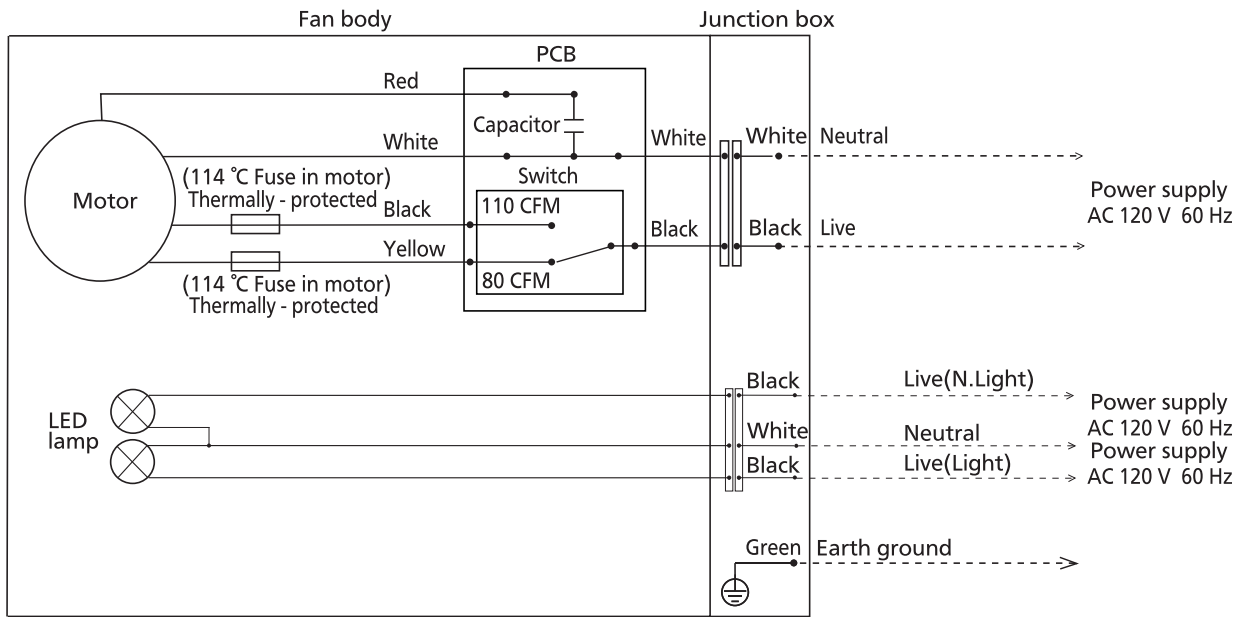 Fan body
Junction box
PCB
Red
Capacitor
White
White
White
Neutral
(114 ℃ Fuse in motor)
Thermally - protected
Switch
Motor
Black
110 CFM
Black
Black
Live
Power supply
AC 120 V  60 Hz
Yellow
80 CFM
(114 ℃ Fuse in motor)
Thermally - protected
LED
lamp
Black
Live(N.Light)
Power supply
AC 120 V  60 Hz
White
Neutral
Power supply
AC 120 V  60 Hz
Black
Live(Light)
Green
Earth ground